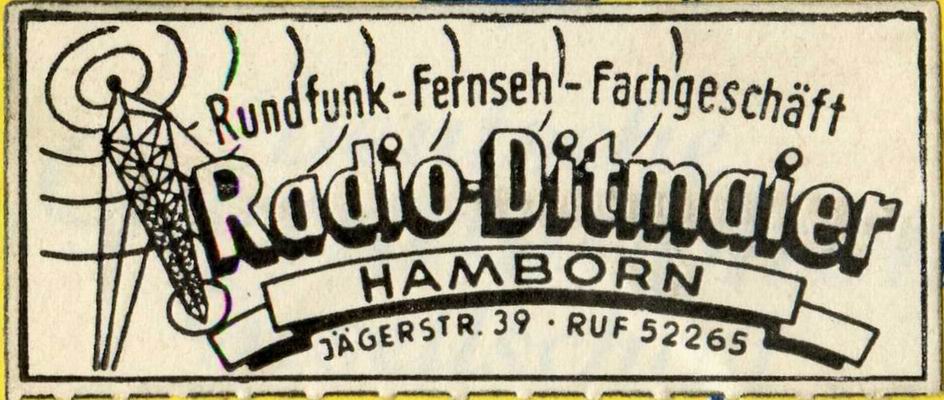 Rundfunk-Fernseh-Fachgeschäft
Radio-Ditmaier
HAMBORN
JÄGERSTR. 39 · RUF 52265